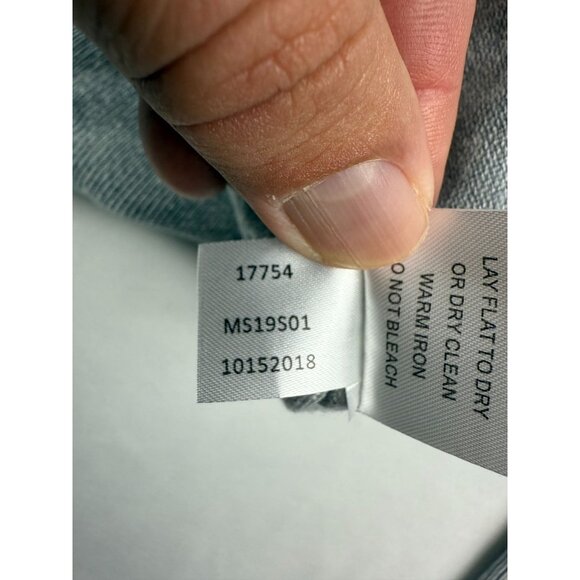 17754
MS19S01
10152018
LAY FLAT TO DRY
OR DRY CLEAN
WARM IRON
O NOT BLEACH